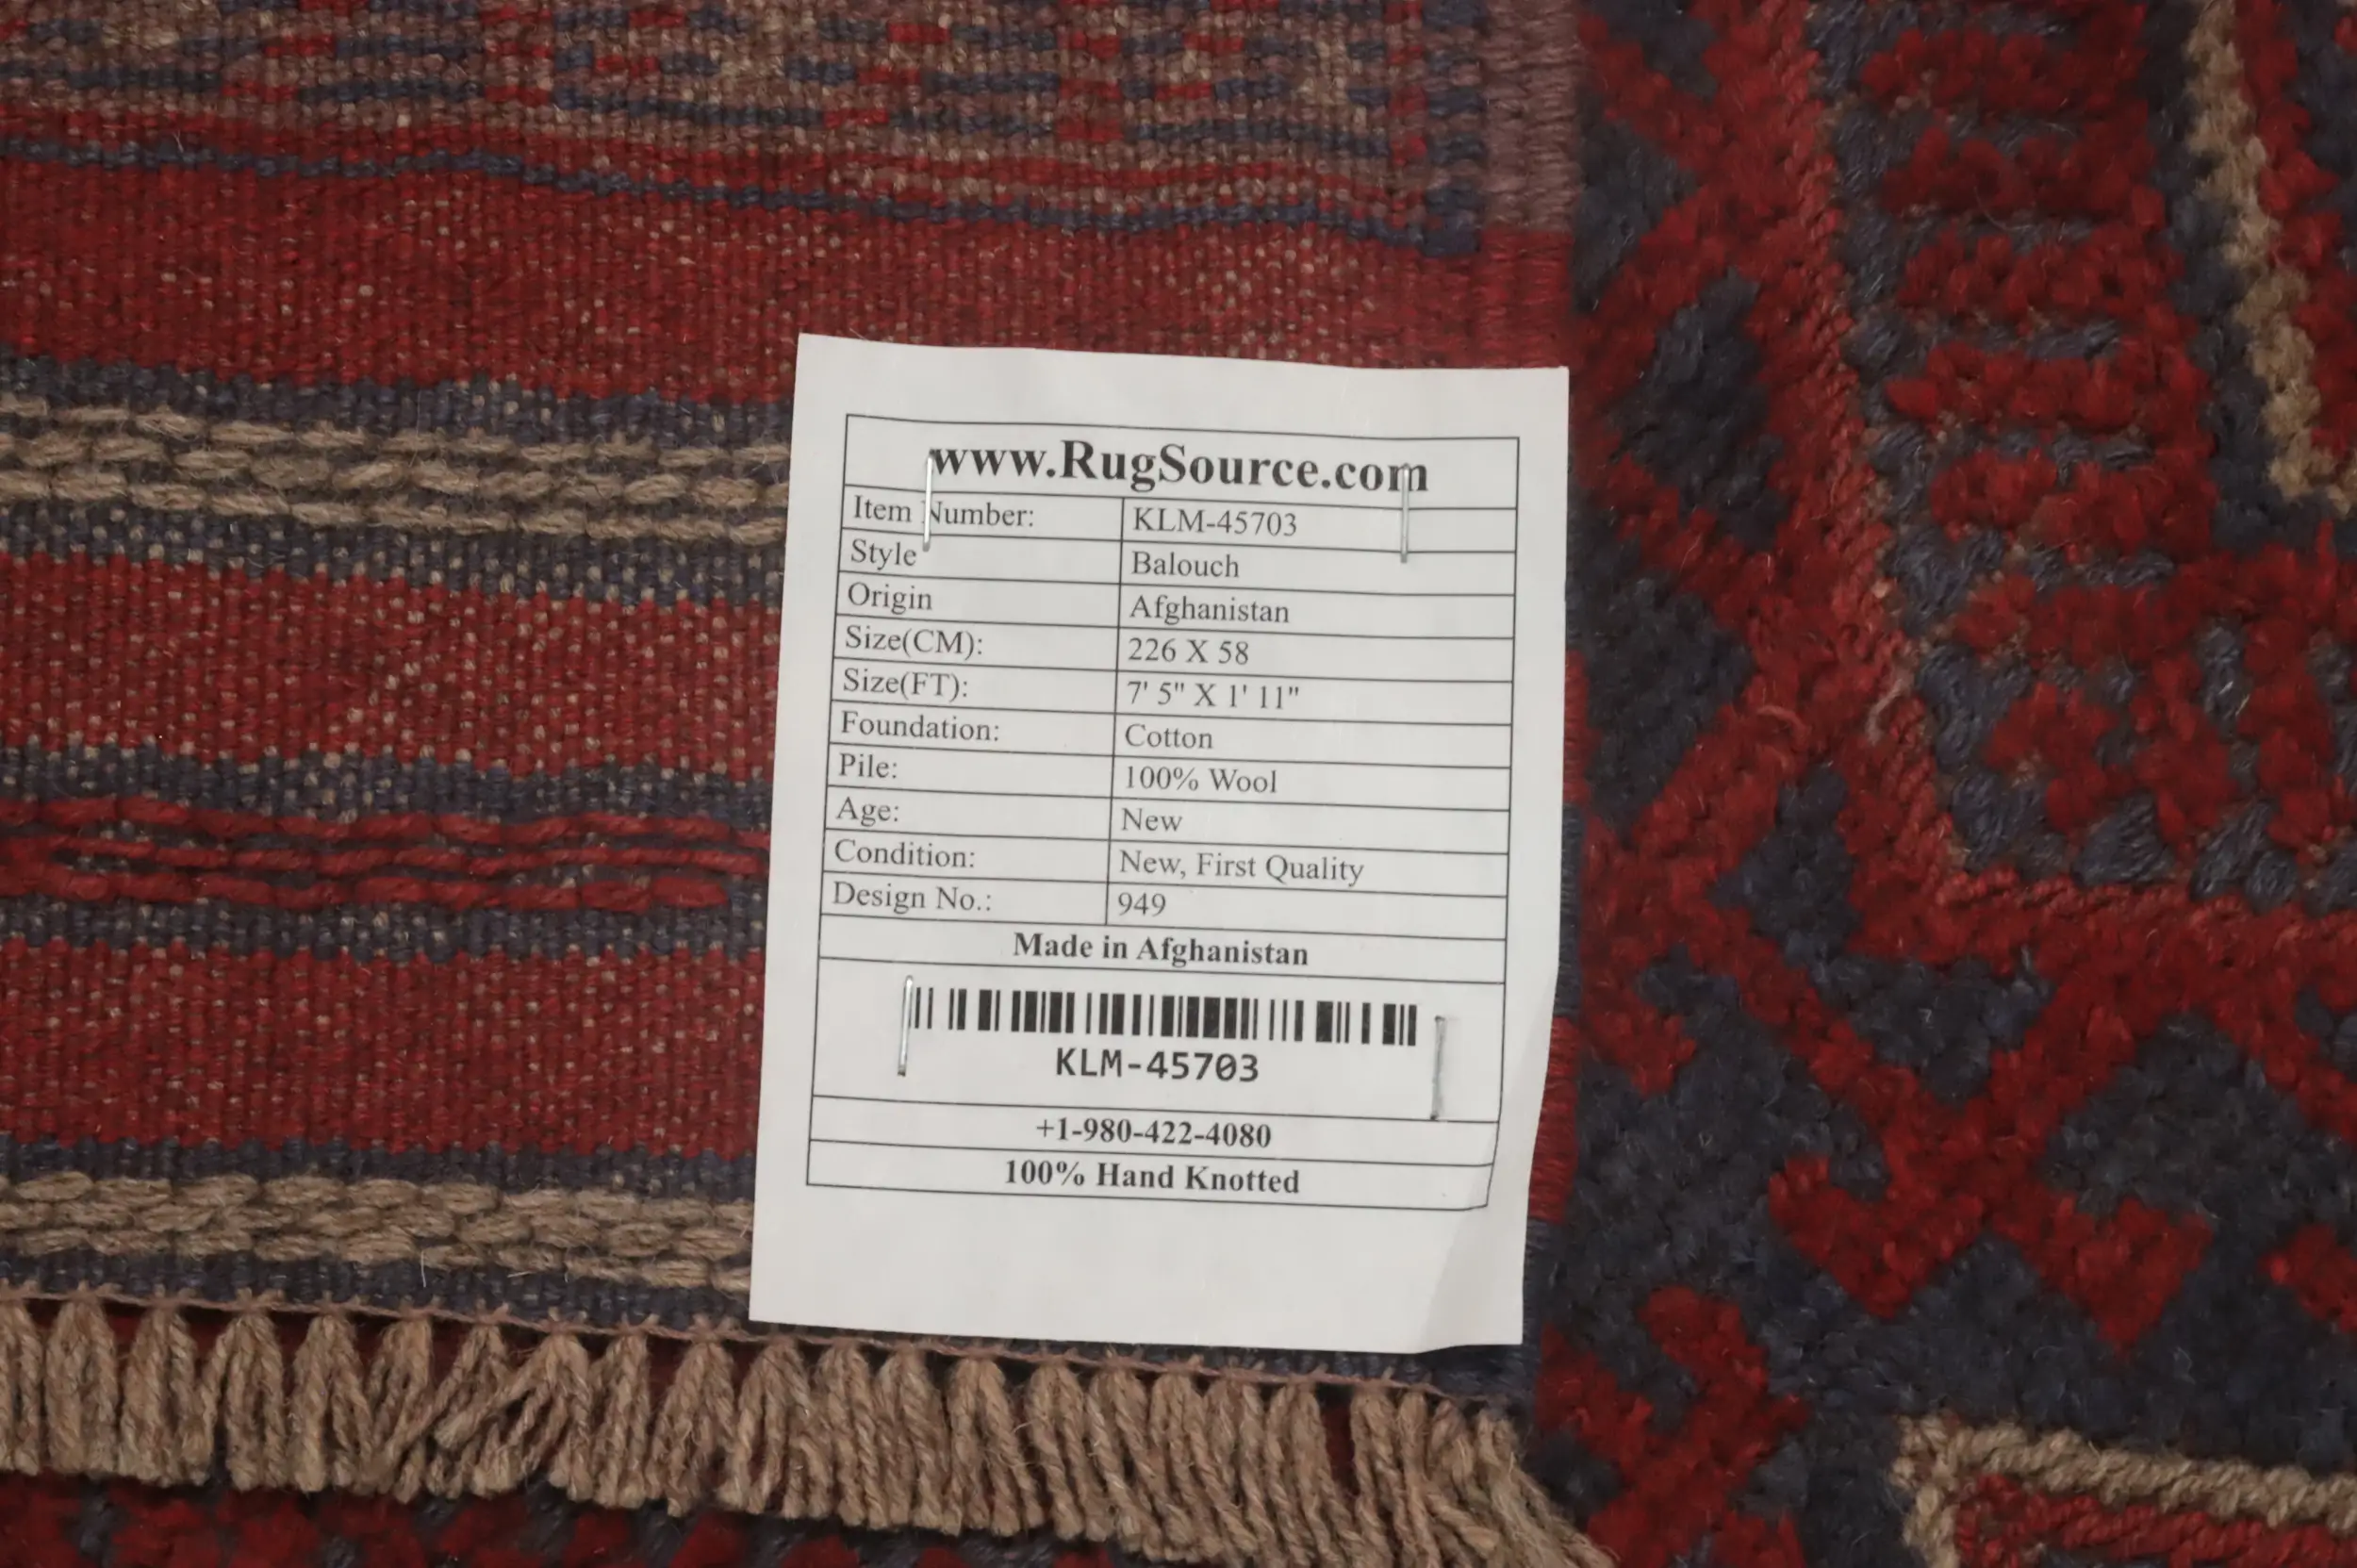 www.RugSource.com
Item Number: KLM-45703
Style Balouch
Origin Afghanistan
Size(CM): 226 X 58
Size(FT): 7' 5" X 1' 11"
Foundation: Cotton
Pile: 100% Wool
Age: New
Condition: New, First Quality
Design No.: 949
Made in Afghanistan
KLM-45703
+1-980-422-4080
100% Hand Knotted